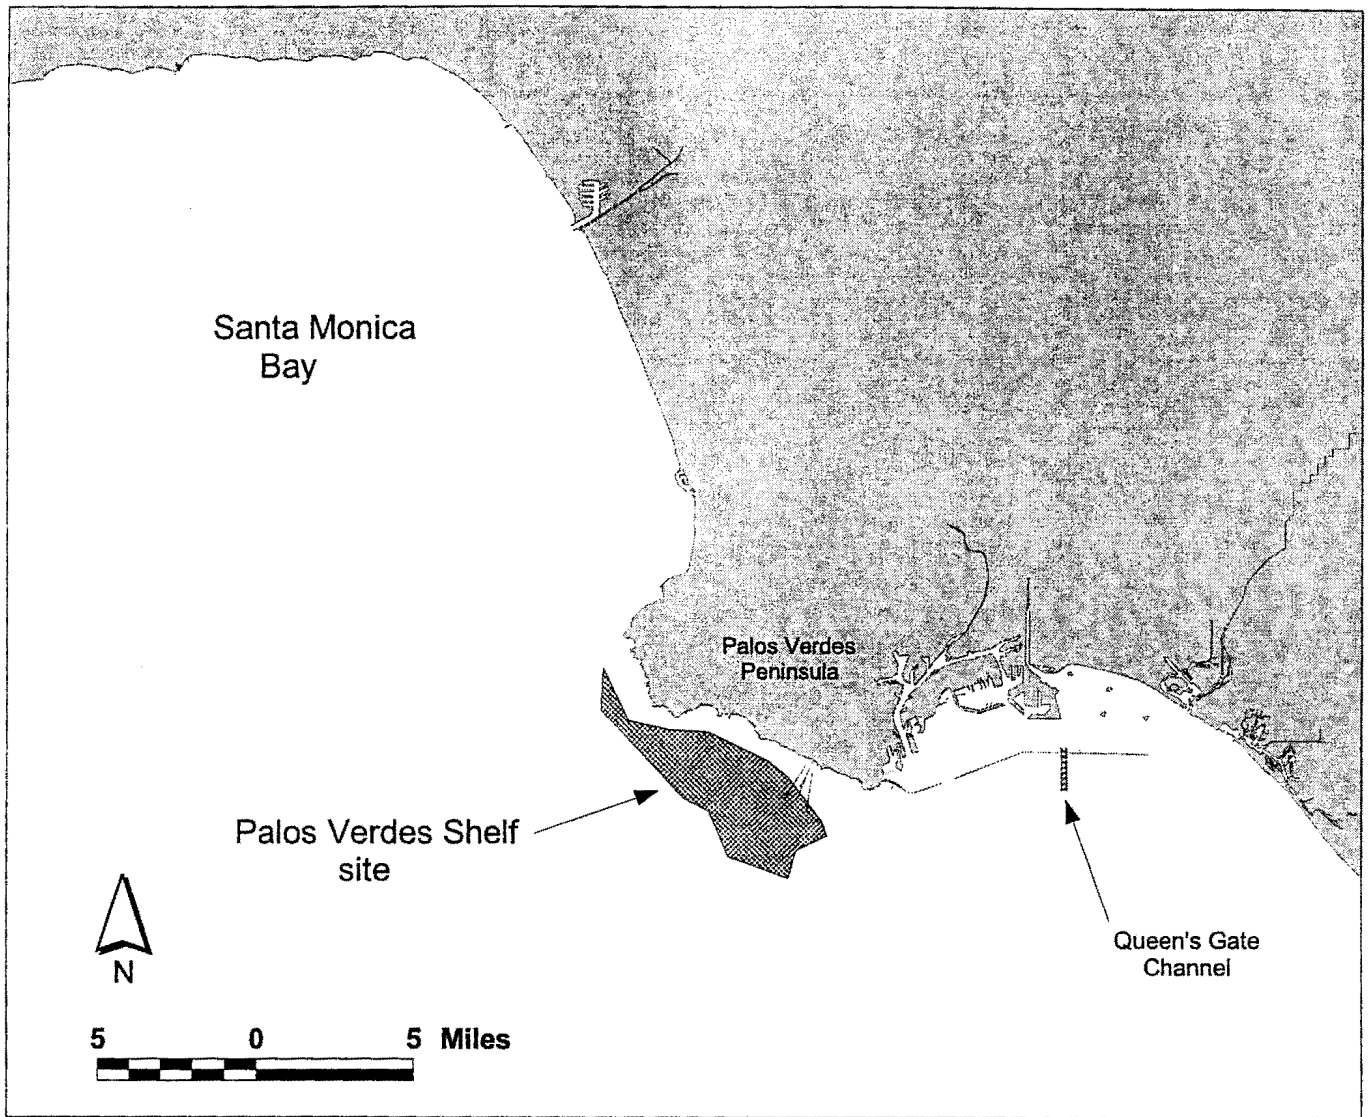 Santa Monica
Bay
Palos Verdes
Peninsula
Palos Verdes Shelf
site
Queen's Gate
Channel
N
5 0 5 Miles